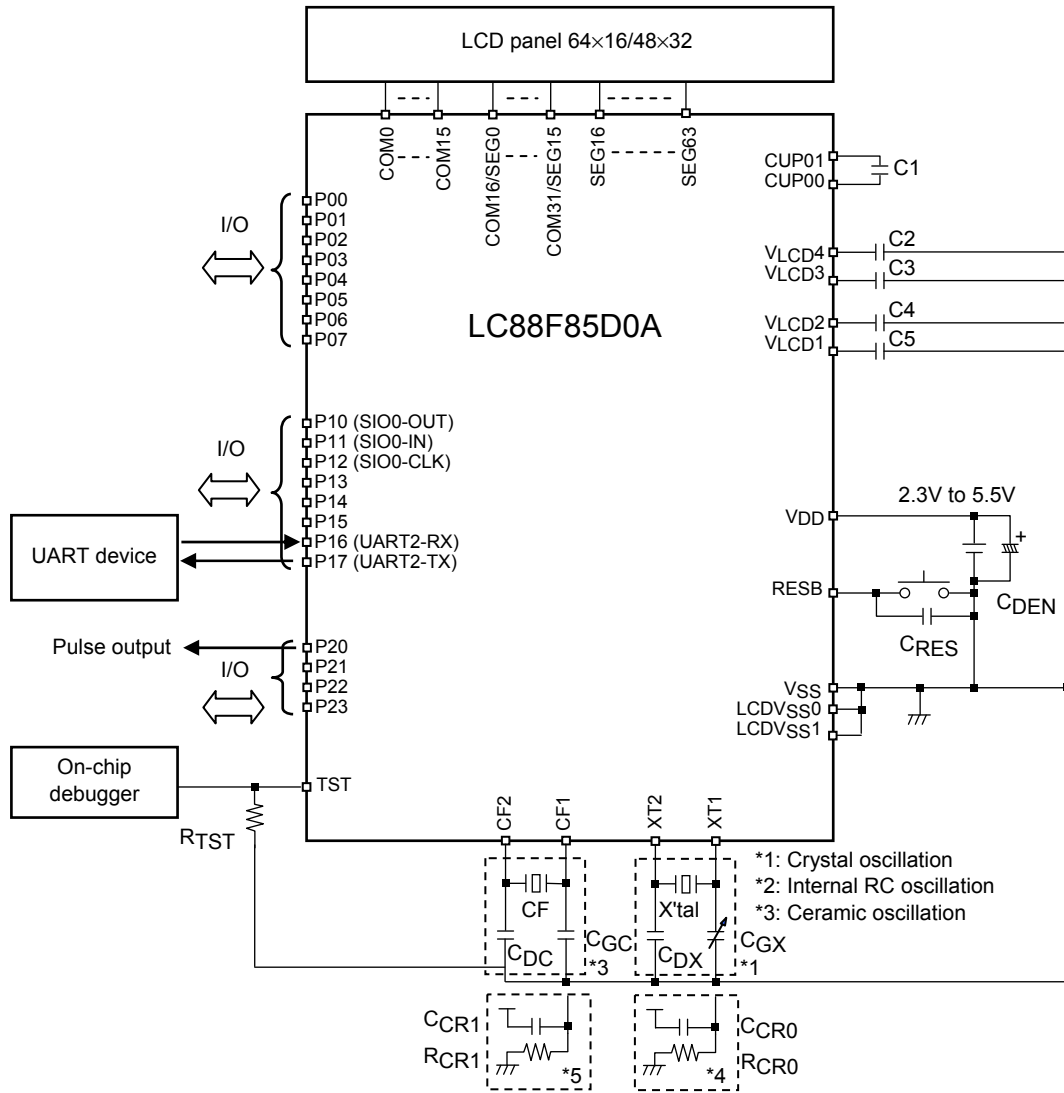 LCD panel 64×16/48×32
COM0
COM15
COM16/SEG0
COM31/SEG15
SEG16
SEG63
CUP01
CUP00
C1
P00
P01
P02
P03
P04
P05
P06
P07
I/O
VLCD4
VLCD3
VLCD2
VLCD1
C2
C3
C4
C5
LC88F85D0A
P10 (SIO0-OUT)
P11 (SIO0-IN)
P12 (SIO0-CLK)
P13
P14
P15
P16 (UART2-RX)
P17 (UART2-TX)
I/O
UART device
2.3V to 5.5V
VDD
+
CDEN
RESB
CRES
Pulse output
P20
P21
P22
P23
I/O
VSS
LCDVSS0
LCDVSS1
On-chip
debugger
TST
RTST
CF2
CF1
XT2
XT1
*1: Crystal oscillation
*2: Internal RC oscillation
*3: Ceramic oscillation
CF
CDC
CGC
*3
X'tal
CDX
CGX
*1
CCR1
RCR1
*5
CCR0
RCR0
*4